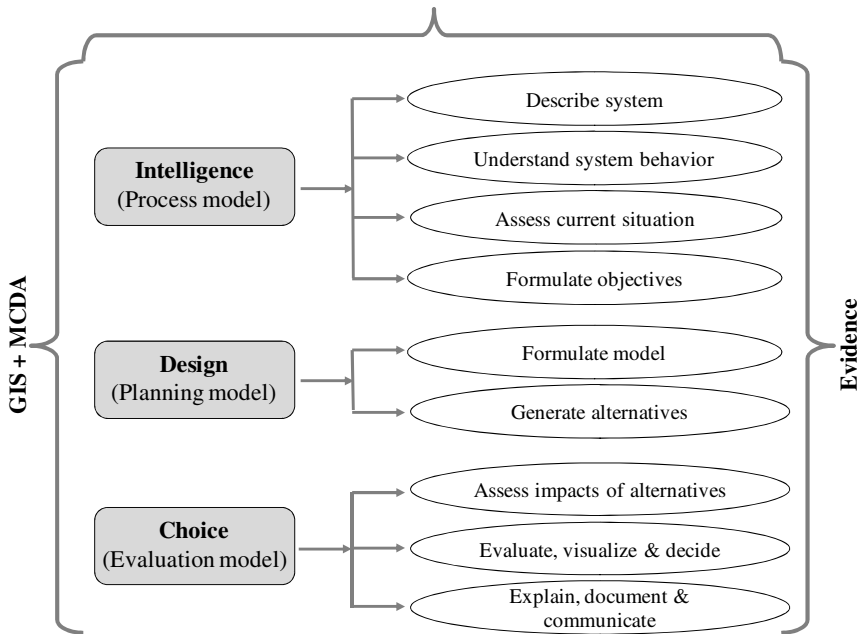 GIS + MCDA
Intelligence
(Process model)
Describe system
Understand system behavior
Assess current situation
Formulate objectives
Design
(Planning model)
Formulate model
Generate alternatives
Choice
(Evaluation model)
Assess impacts of alternatives
Evaluate, visualize & decide
Explain, document &
communicate
Evidence